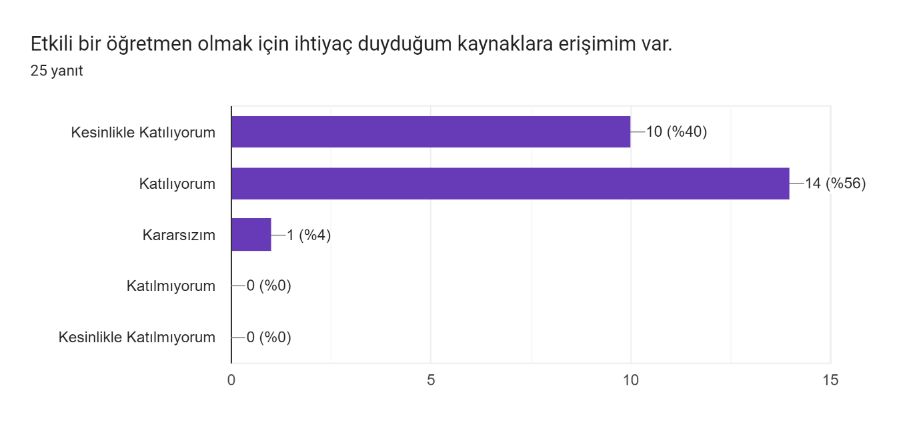 Etkili bir öğretmen olmak için ihtiyaç duyduğum kaynaklara erişimim var.
25 yanıt
Kesinlikle Katılıyorum 10 (%40)
Katılıyorum 14 (%56)
Kararsızım 1 (%4)
Katılmıyorum 0 (%0)
Kesinlikle Katılmıyorum 0 (%0)
0 5 10 15